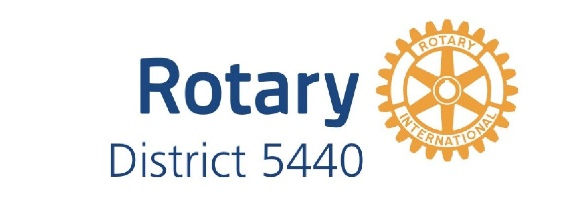 Rotary
District 5440
ROTARY
INTERNATIONAL